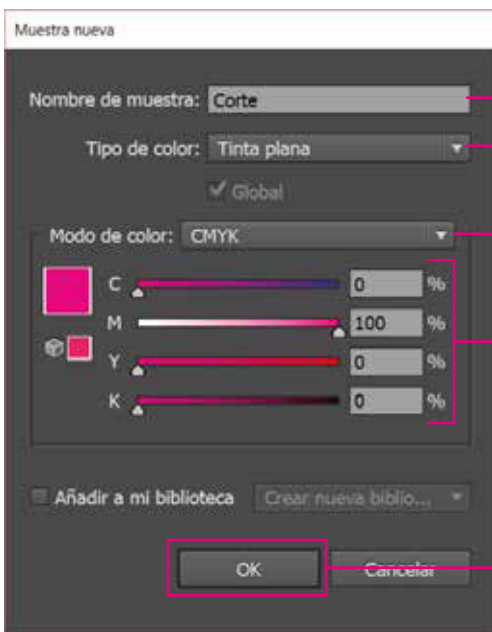 Muestra nueva
Nombre de muestra: Corte
Tipo de color: Tinta plana
Global
Modo de color: CMYK
C 0 %
M 100 %
Y 0 %
K 0 %
Añadir a mi biblioteca Crear nueva biblio...
OK Cancelar